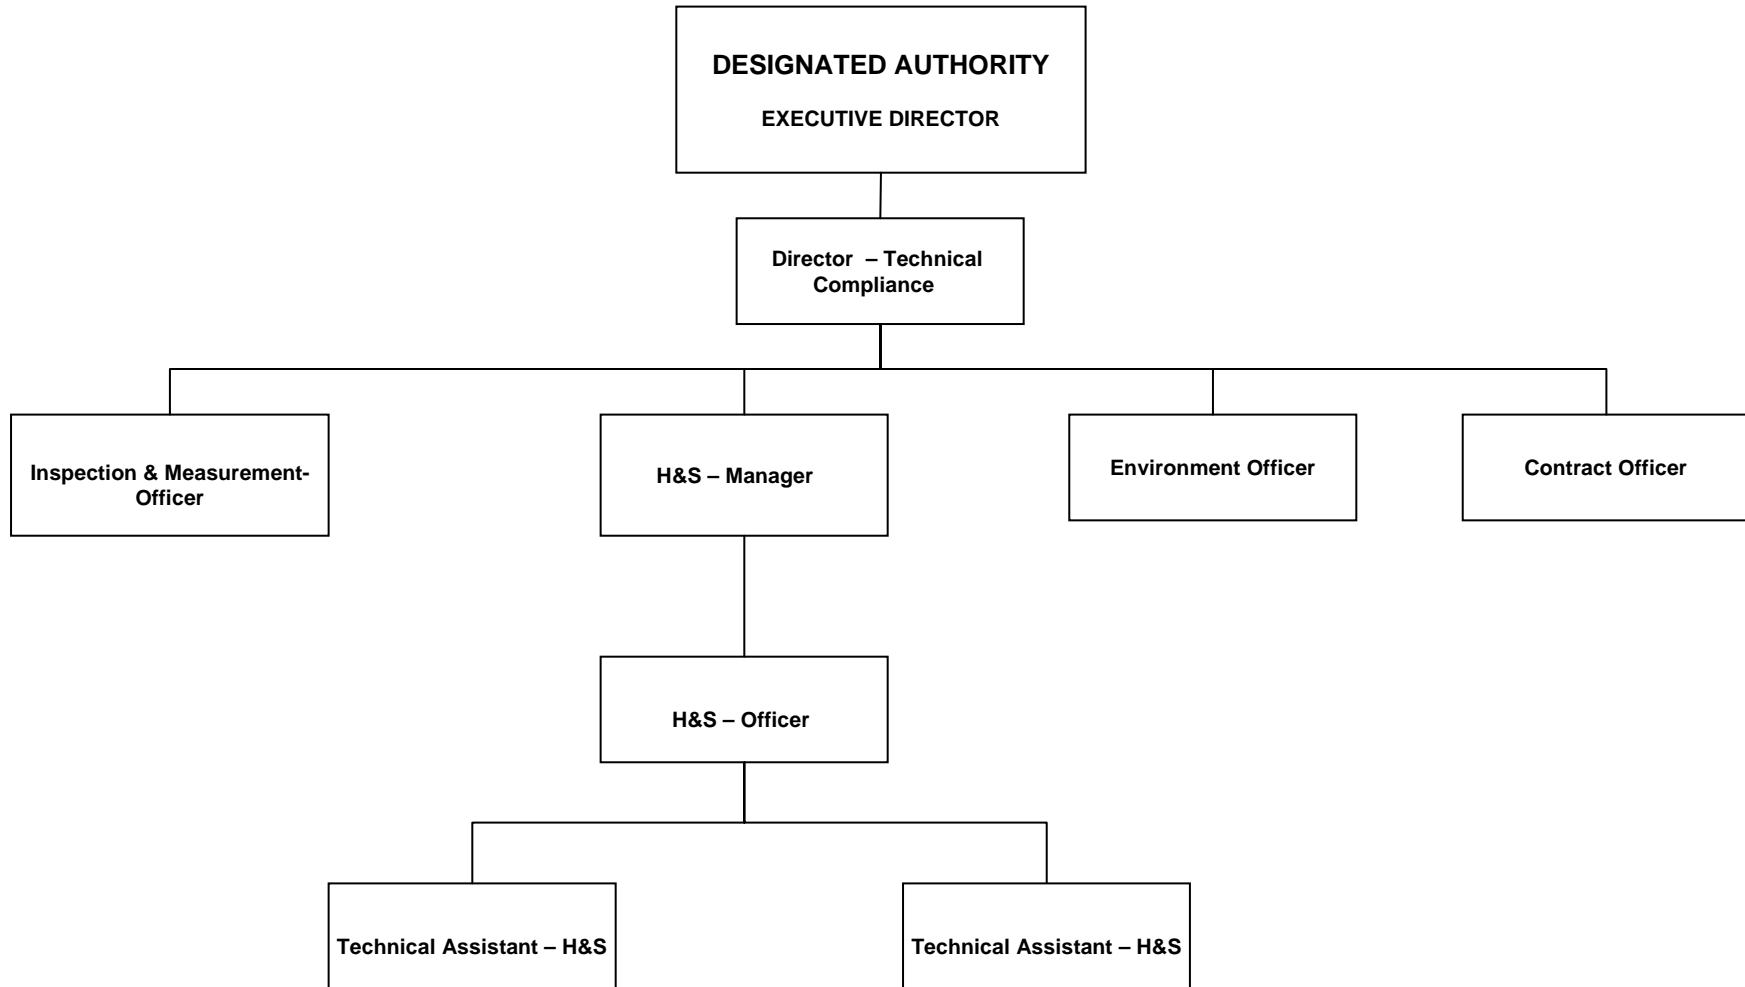 DESIGNATED AUTHORITY
EXECUTIVE DIRECTOR
Director – Technical
Compliance
Inspection & Measurement-
Officer
H&S – Manager
Environment Officer
Contract Officer
H&S – Officer
Technical Assistant – H&S
Technical Assistant – H&S